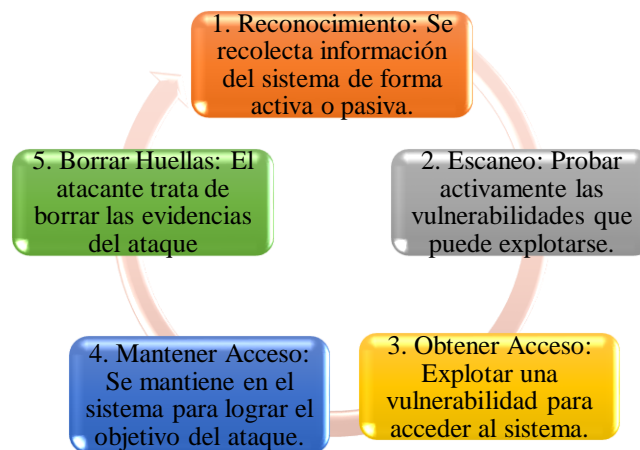 1. Reconocimiento: Se
recolecta información
del sistema de forma
activa o pasiva.
2. Escaneo: Probar
activamente las
vulnerabilidades que
puede explotarse.
3. Obtener Acceso:
Explotar una
vulnerabilidad para
acceder al sistema.
4. Mantener Acceso:
Se mantiene en el
sistema para lograr el
objetivo del ataque.
5. Borrar Huellas: El
atacante trata de
borrar las evidencias
del ataque